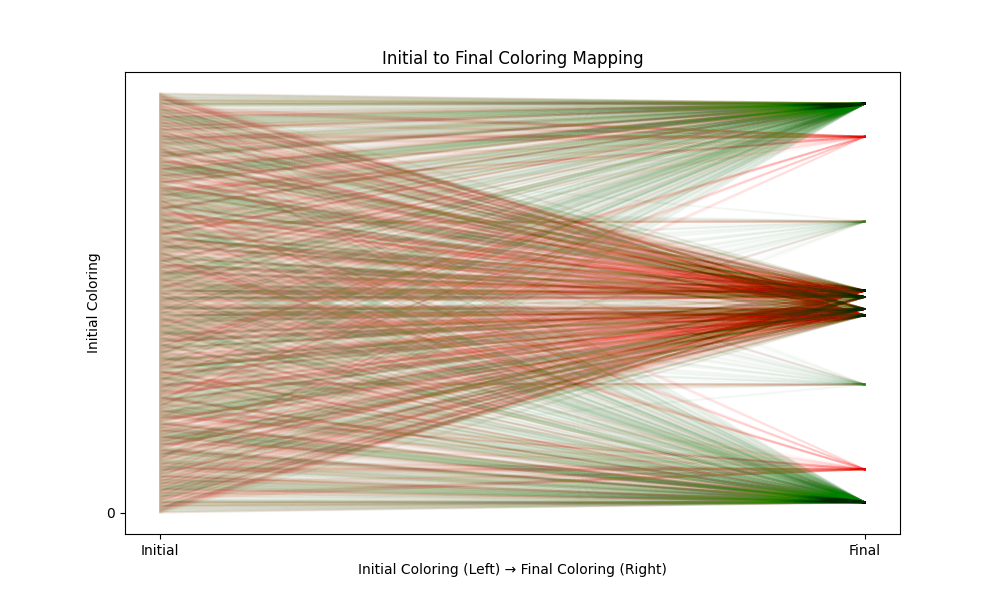 Initial to Final Coloring Mapping
Initial Coloring
0
Initial
Final
Initial Coloring (Left) → Final Coloring (Right)